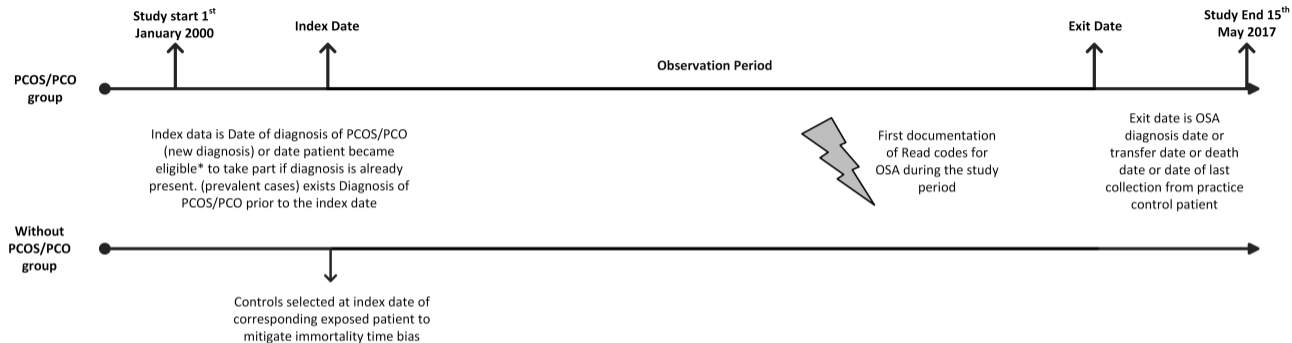 Study start 1st
January 2000
Index Date
Exit Date
Study End 15th
May 2017
PCOS/PCO
group
Observation Period
Index data is Date of diagnosis of PCOS/PCO
(new diagnosis) or date patient became
eligible* to take part if diagnosis is already
present. (prevalent cases) exists Diagnosis of
PCOS/PCO prior to the index date
First documentation
of Read codes for
OSA during the study
period
Exit date is OSA
diagnosis date or
transfer date or death
date or date of last
collection from practice
control patient
Without
PCOS/PCO
group
Controls selected at index date of
corresponding exposed patient to
mitigate immortality time bias